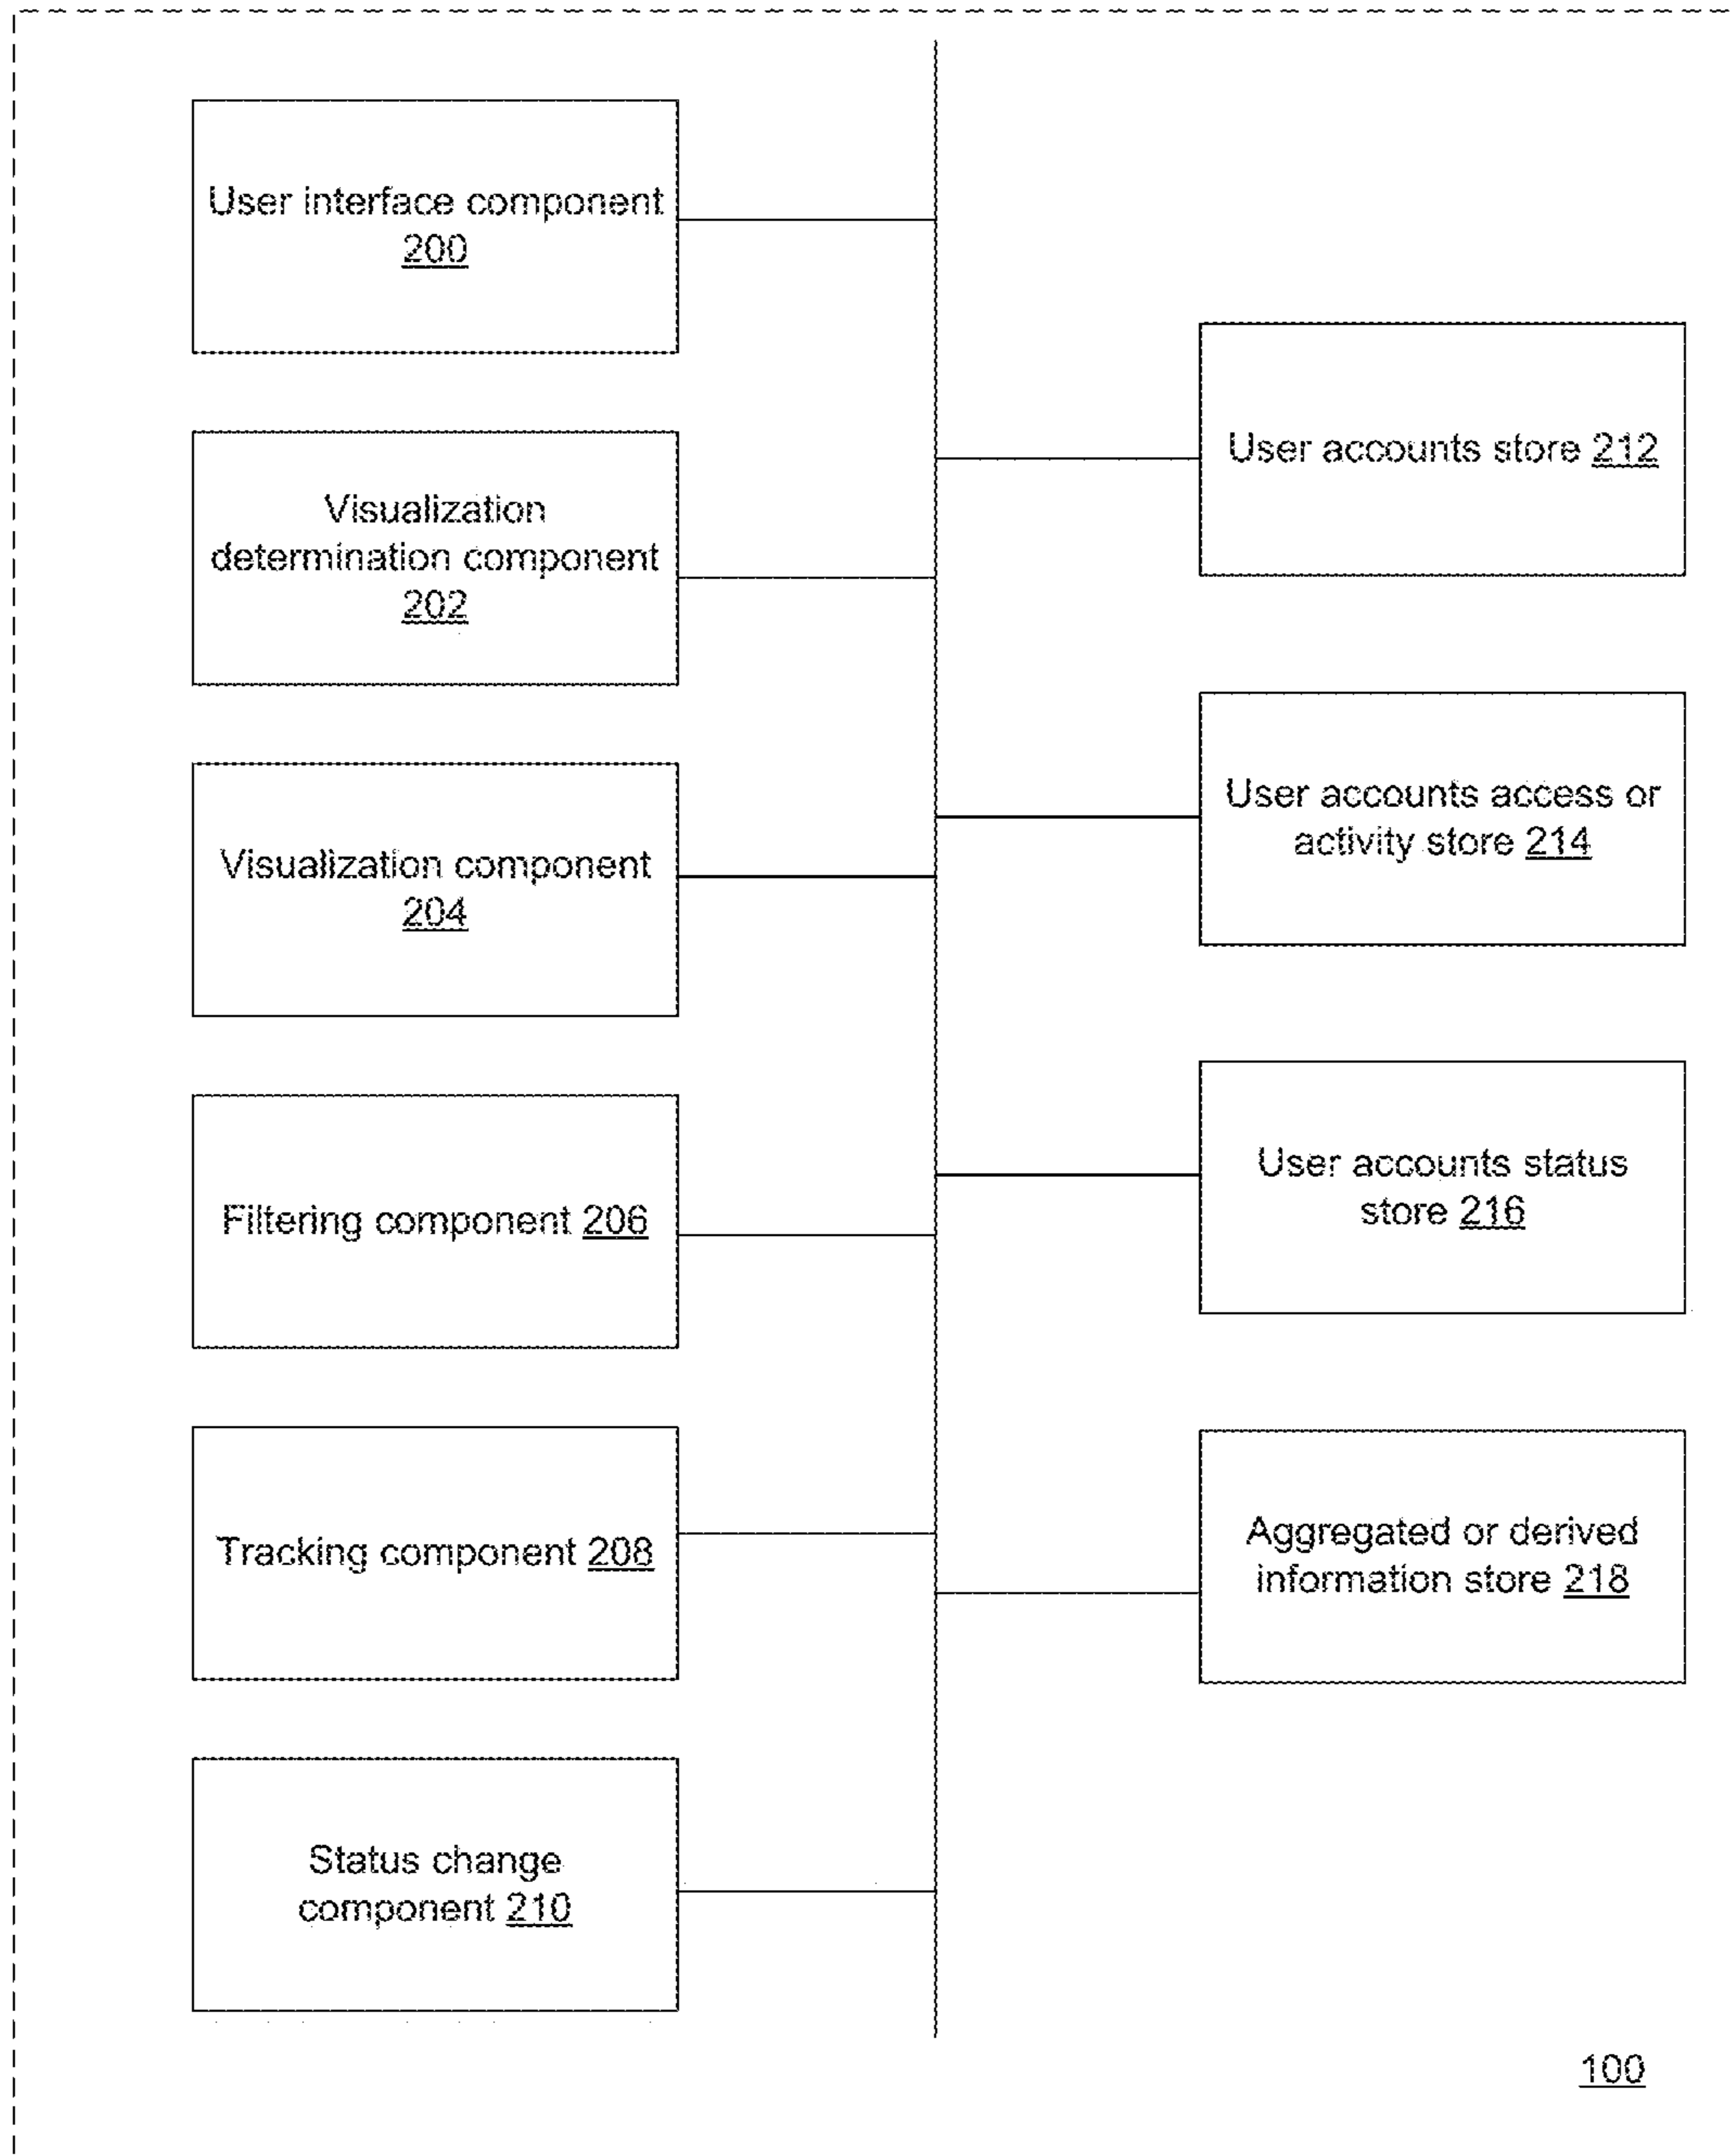 User interface component
200
Visualization
determination component
202
Visualization component
204
Filtering component 206
Tracking component 208
Status change
component 210
User accounts store 212
User accounts access or
activity store 214
User accounts status
store 216
Aggregated or derived
information store 218
100